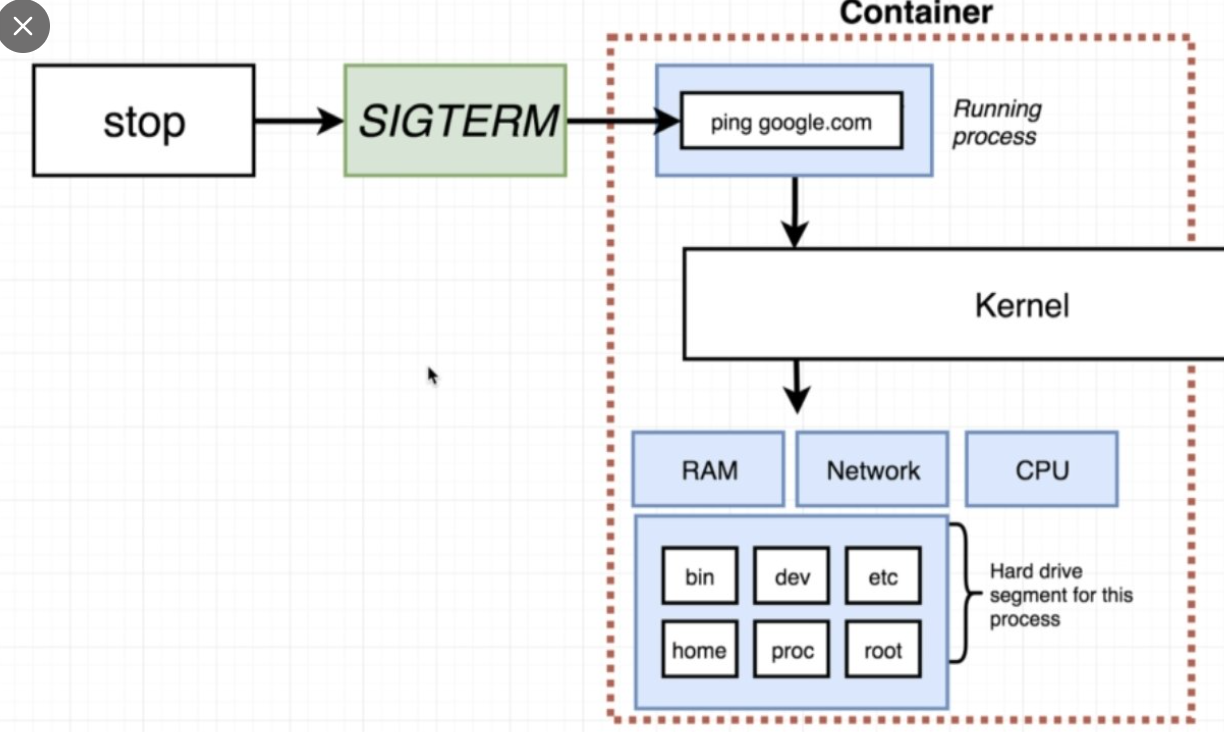 Container
stop
SIGTERM
ping google.com
Running
process
Kernel
RAM
Network
CPU
bin
dev
etc
home
proc
root
Hard drive
segment for this
process